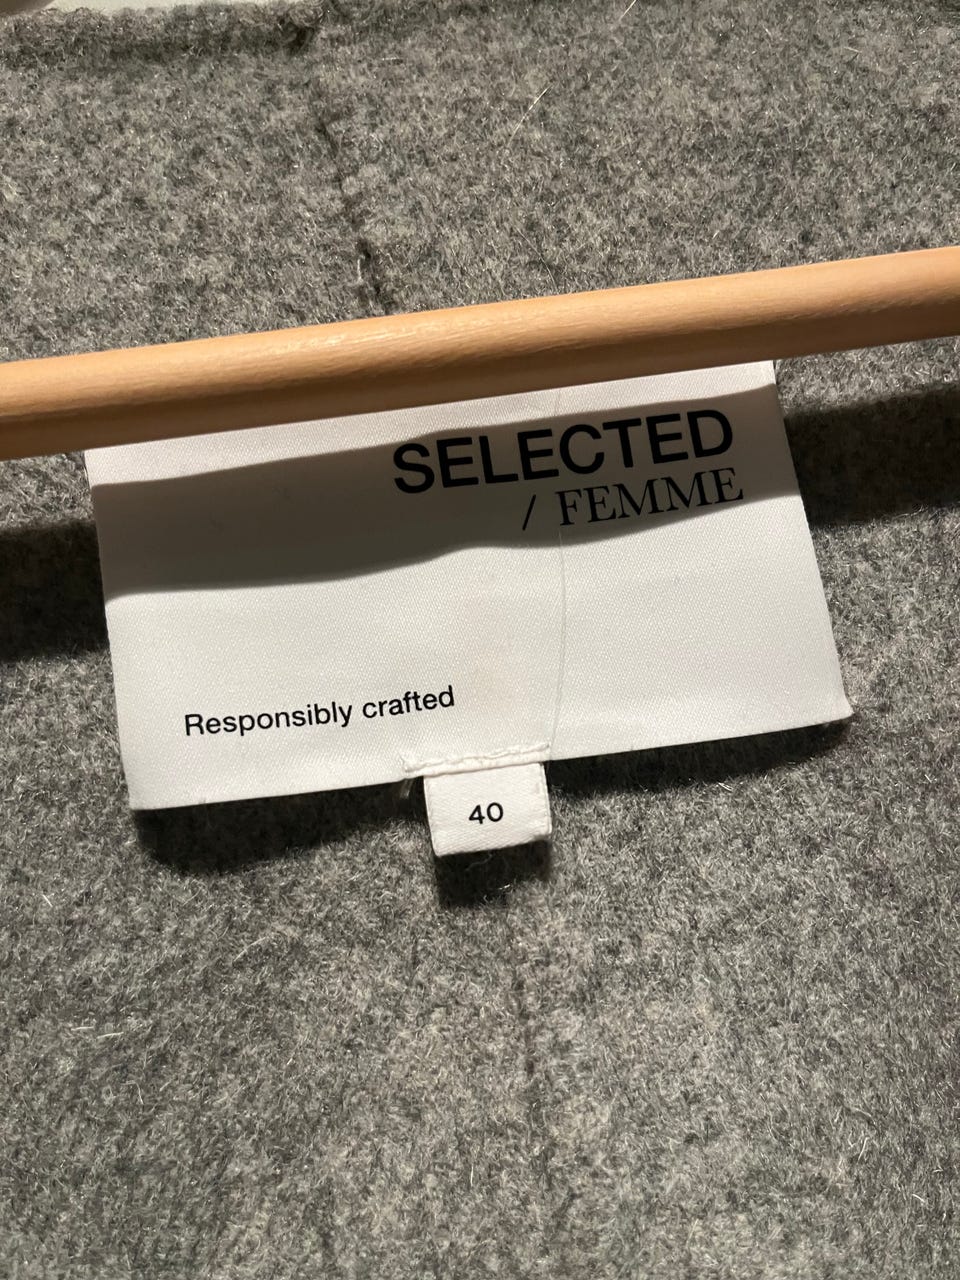 SELECTED
/ FEMME
Responsibly crafted
40